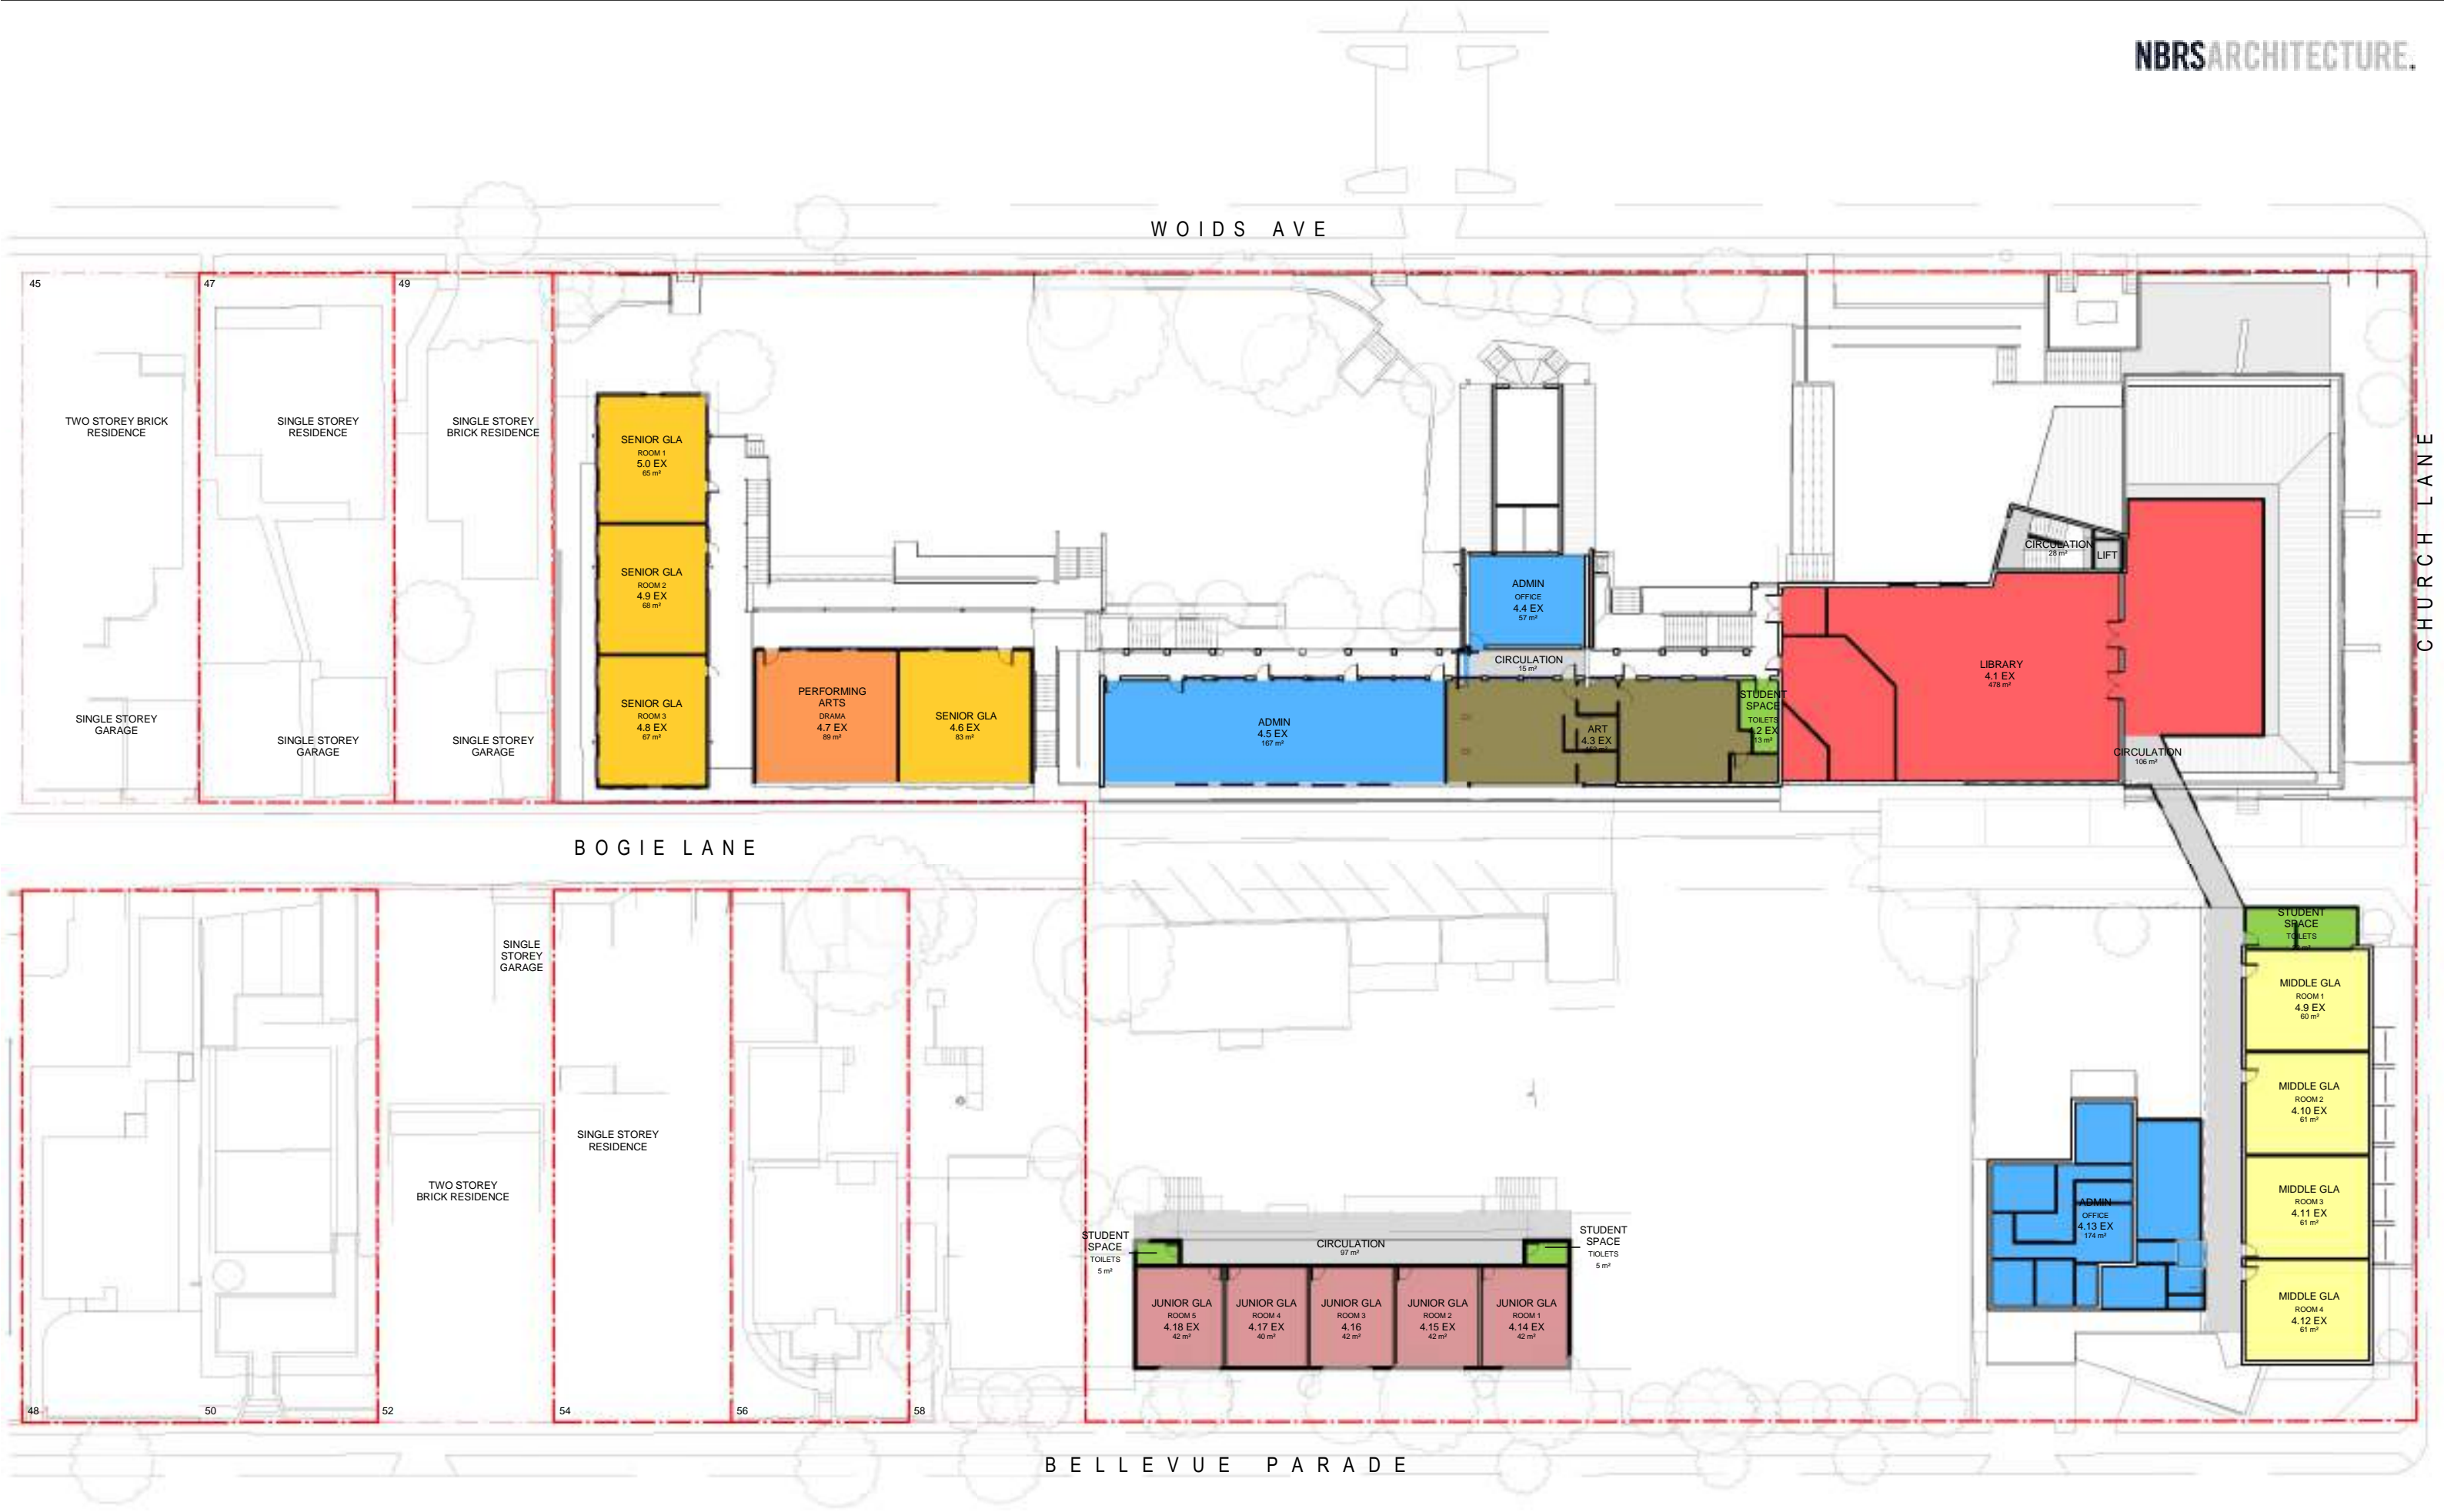 NBRSARCHITECTURE.
WOIDS AVE
45
47
49
TWO STOREY BRICK
RESIDENCE
SINGLE STOREY
RESIDENCE
SINGLE STOREY
BRICK RESIDENCE
SINGLE STOREY
GARAGE
SINGLE STOREY
GARAGE
SINGLE STOREY
GARAGE
SENIOR GLA
ROOM 1
5.0 EX
65 m²
SENIOR GLA
ROOM 2
4.9 EX
68 m²
SENIOR GLA
ROOM 3
4.8 EX
67 m²
PERFORMING
ARTS
DRAMA
4.7 EX
89 m²
SENIOR GLA
4.6 EX
83 m²
ADMIN
4.5 EX
167 m²
ADMIN
OFFICE
4.4 EX
57 m²
CIRCULATION
15 m²
ART
4.3 EX
STUDENT
SPACE
TOILETS
13 m²
LIBRARY
4.1 EX
478 m²
CIRCULATION
28 m²
LIFT
CIRCULATION
106 m²
CHURCH LANE
BOGIE LANE
SINGLE
STOREY
GARAGE
SINGLE STOREY
RESIDENCE
TWO STOREY
BRICK RESIDENCE
48
50
52
54
56
58
STUDENT
SPACE
TOILETS
5 m²
CIRCULATION
97 m²
STUDENT
SPACE
TIOLETS
5 m²
JUNIOR GLA
ROOM 5
4.18 EX
42 m²
JUNIOR GLA
ROOM 4
4.17 EX
40 m²
JUNIOR GLA
ROOM 3
4.16
42 m²
JUNIOR GLA
ROOM 2
4.15 EX
42 m²
JUNIOR GLA
ROOM 1
4.14 EX
42 m²
ADMIN
OFFICE
4.13 EX
174 m²
STUDENT
SPACE
TOILETS
MIDDLE GLA
ROOM 1
4.9 EX
60 m²
MIDDLE GLA
ROOM 2
4.10 EX
61 m²
MIDDLE GLA
ROOM 3
4.11 EX
61 m²
MIDDLE GLA
ROOM 4
4.12 EX
61 m²
BELLEVUE PARADE